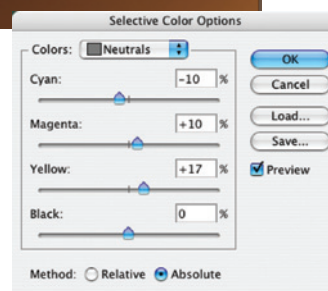 Selective Color Options
Colors: Neutrals
OK
Cyan: -10 %
Cancel
Magenta: +10 %
Load...
Save...
Yellow: +17 %
Preview
Black: 0 %
Method: Relative Absolute